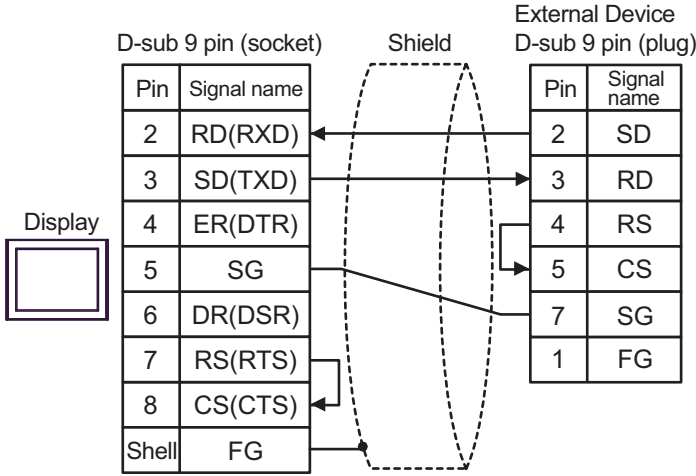 External Device
D-sub 9 pin (socket) Shield D-sub 9 pin (plug)
Pin Signal name Pin Signal name
2 RD(RXD) 2 SD
3 SD(TXD) 3 RD
Display 4 ER(DTR) 4 RS
5 SG 5 CS
6 DR(DSR) 7 SG
7 RS(RTS) 1 FG
8 CS(CTS)
Shell FG